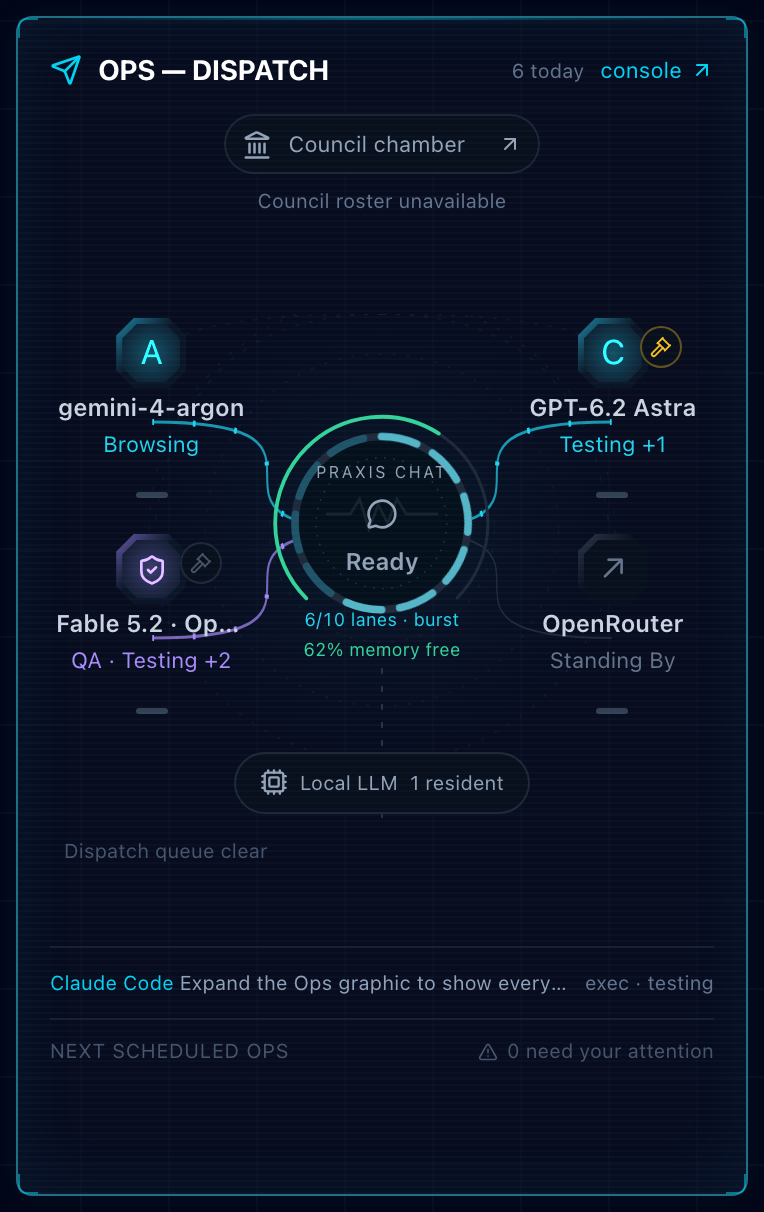 OPS — DISPATCH
6 today console
Council chamber
Council roster unavailable
A
C
gemini-4-argon
GPT-6.2 Astra
Browsing
Testing +1
PRAXIS CHAT
Ready
Fable 5.2 · Op...
OpenRouter
6/10 lanes · burst
QA · Testing +2
62% memory free
Standing By
Local LLM 1 resident
Dispatch queue clear
Claude Code Expand the Ops graphic to show every... exec · testing
NEXT SCHEDULED OPS
0 need your attention